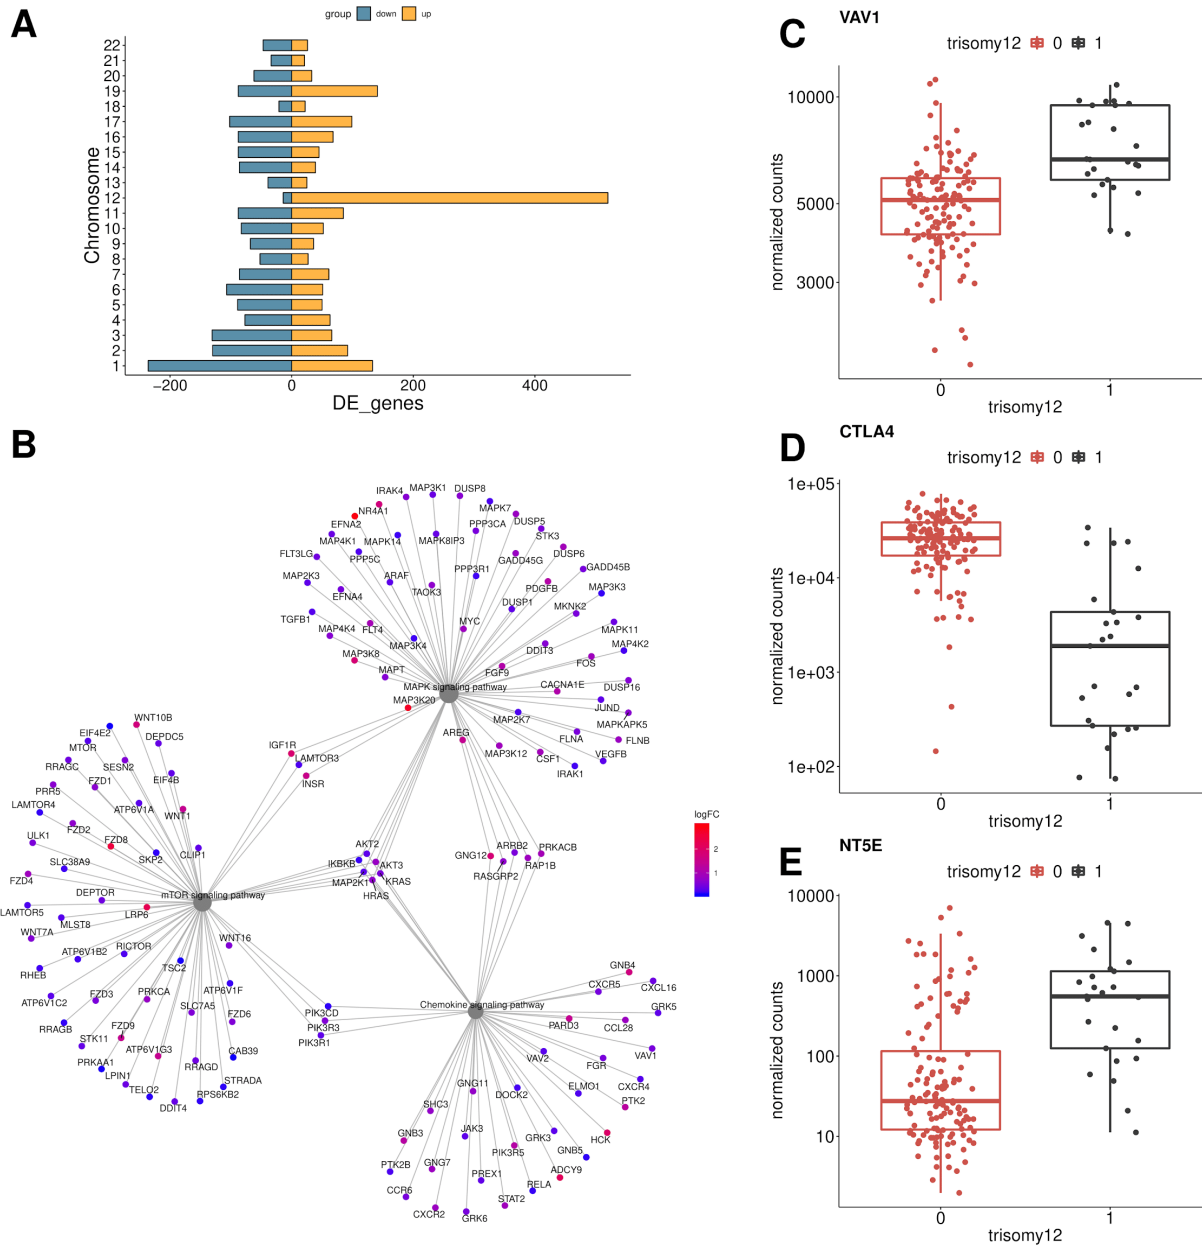 A
group down up
22
21
20
19
18
17
16
15
14
13
12
11
10
9
8
7
6
5
4
3
2
1
Chromosome
−200 0 200 400
DE_genes
B
IRAK4
MAP3K1
DUSP8
NR4A1
MAPK7
EFNA2
PPP3CA
DUSP5
MAP4K1
MAPK14
MAPK8IP3
STK3
FLT3LG
PPP5C
GADD45G
DUSP6
MAP2K3
ARAF
PPP3R1
GADD45B
EFNA4
TAOK3
PDGFB
MAP3K3
TGFB1
DUSP1
MKNK2
MAP4K4
FLT4
MYC
MAPK11
MAP3K4
DDIT3
MAP4K2
MAP3K8
FOS
MAPT
FGF9
MAPK signaling pathway
CACNA1E
DUSP16
MAP3K20
JUND
MAP2K7
MAPKAPK5
AREG
FLNA
FLNB
MAP3K12
CSF1
VEGFB
IRAK1
IGF1R
LAMTOR3
INSR
WNT10B
EIF4E2
DEPDC5
MTOR
RRAGC
SESN2
EIF4B
PRR5
FZD1
LAMTOR4
ATP6V1A
WNT1
FZD2
ULK1
FZD8
SKP2
CLIP1
SLC38A9
FZD4
DEPTOR
mTOR signaling pathway
LAMTOR5
LRP6
MLST8
WNT7A
WNT16
ATP6V1B2
RICTOR
RHEB
TSC2
ATP6V1C2
ATP6V1F
FZD3
PRKCA
SLC7A5
FZD6
RRAGB
FZD9
STK11
ATP6V1G3
CAB39
PRKAA1
RRAGD
LPIN1
STRADA
TELO2
RPS6KB2
DDIT4
AKT2
IKBKB
AKT3
MAP2K1
KRAS
HRAS
GNG12
ARRB2
PRKACB
RAP1B
RASGRP2
PIK3CD
PIK3R3
PIK3R1
Chemokine signaling pathway
GNB4
CXCR5
CXCL16
GRK5
PARD3
CCL28
VAV2
VAV1
FGR
GNG11
DOCK2
ELMO1
CXCR4
SHC3
PTK2
GNB3
JAK3
GRK3
HCK
PIK3R5
GNB5
PTK2B
GNG7
ADCY9
CCR6
PREX1
RELA
STAT2
CXCR2
GRK6
logFC
2
1
C
VAV1
trisomy12 0 1
normalized counts
10000
5000
3000
0 1
trisomy12
D
CTLA4
trisomy12 0 1
normalized counts
1e+05
1e+04
1e+03
1e+02
0 1
trisomy12
E
NT5E
trisomy12 0 1
normalized counts
10000
1000
100
10
0 1
trisomy12